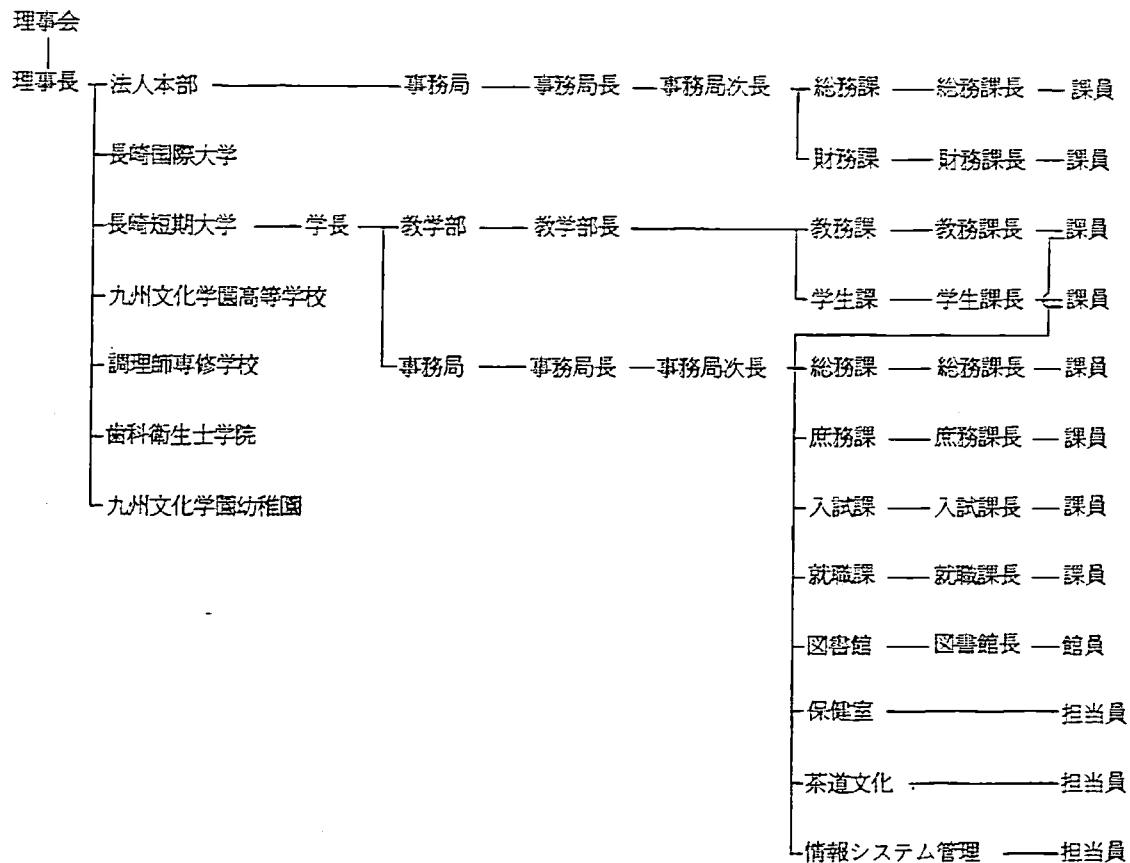 理事会
理事長 法人本部 事務局 事務局長 事務局次長 総務課 総務課長 課員
長崎国際大学 財務課 財務課長 課員
長崎短期大学 学長 教学部 教学部長 教務課 教務課長 課員
九州文化学園高等学校 学生課 学生課長 課員
調理師専修学校 事務局 事務局長 事務局次長 総務課 総務課長 課員
歯科衛生士学院 庶務課 庶務課長 課員
九州文化学園幼稚園 入試課 入試課長 課員
就職課 就職課長 課員
図書館 図書館長 館員
保健室 担当員
茶道文化 担当員
情報システム管理 担当員